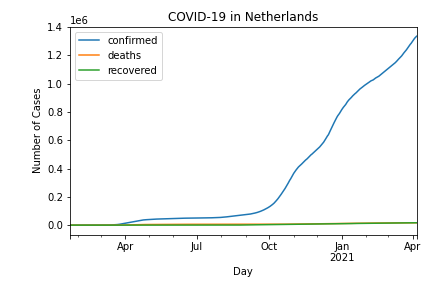 COVID-19 in Netherlands
1e6
1.4
1.2
1.0
0.8
0.6
0.4
0.2
0.0
Number of Cases
confirmed
deaths
recovered
Apr
Jul
Oct
Jan
2021
Apr
Day